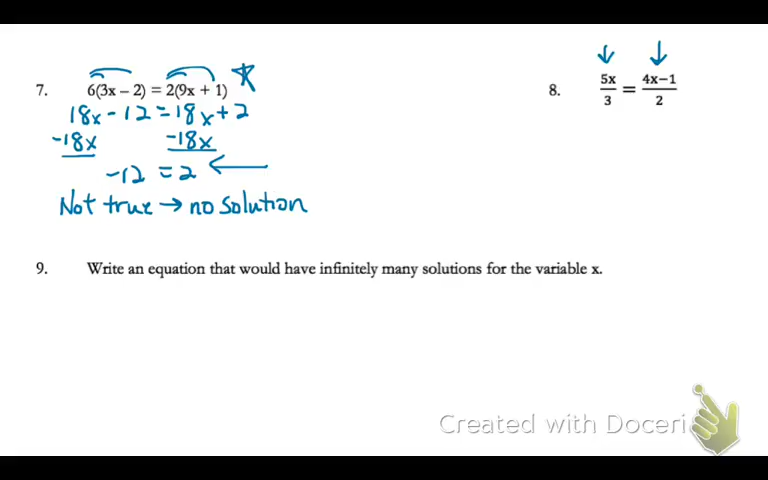 7. 6(3x – 2) = 2(9x + 1)
18x - 12 = 18x + 2
-18x -18x
-12 = 2
Not true → no solution
8. 5x/3 = 4x−1/2
9. Write an equation that would have infinitely many solutions for the variable x.
Created with Doceri